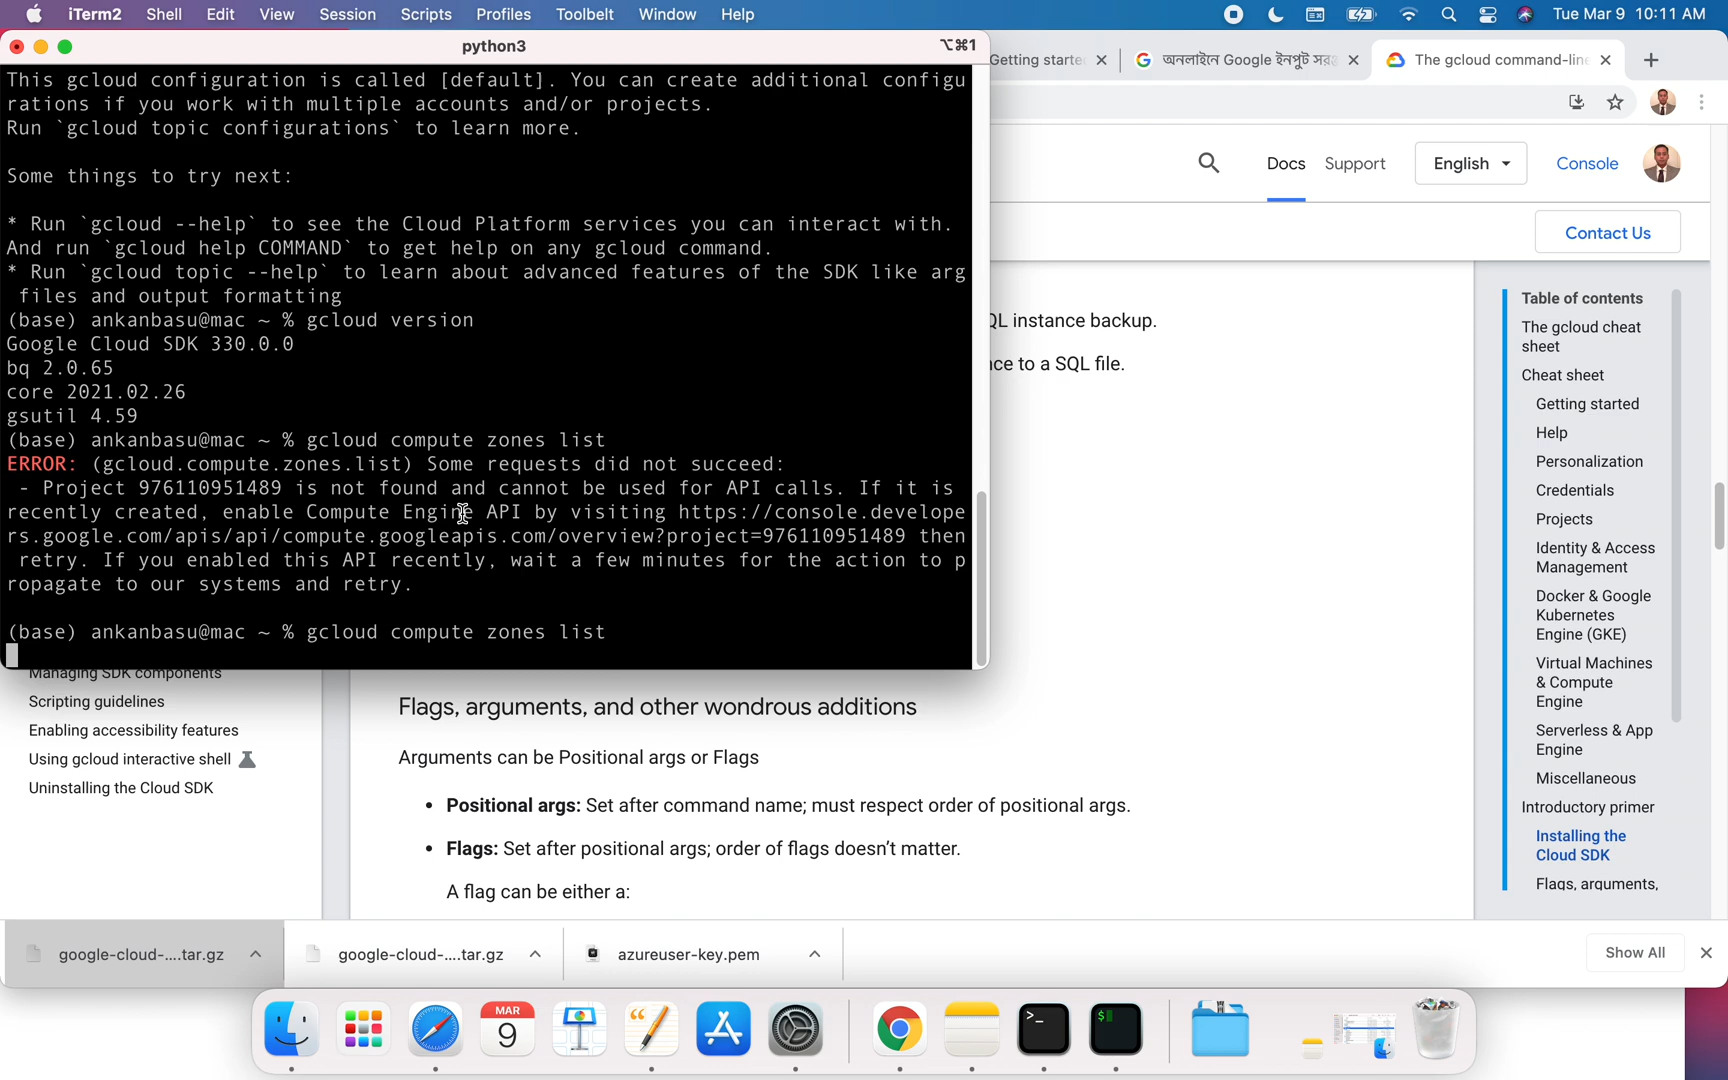 iTerm2 Shell Edit View Session Scripts Profiles Toolbelt Window Help
Tue Mar 9 10:11 AM
python3
⌥⌘1
This gcloud configuration is called [default]. You can create additional configu
rations if you work with multiple accounts and/or projects.
Run `gcloud topic configurations` to learn more.
Some things to try next:
* Run `gcloud --help` to see the Cloud Platform services you can interact with.
And run `gcloud help COMMAND` to get help on any gcloud command.
* Run `gcloud topic --help` to learn about advanced features of the SDK like arg
files and output formatting
(base) ankanbasu@mac ~ % gcloud version
Google Cloud SDK 330.0.0
bq 2.0.65
core 2021.02.26
gsutil 4.59
(base) ankanbasu@mac ~ % gcloud compute zones list
ERROR: (gcloud.compute.zones.list) Some requests did not succeed:
- Project 976110951489 is not found and cannot be used for API calls. If it is
recently created, enable Compute Engine API by visiting https://console.develope
rs.google.com/apis/api/compute.googleapis.com/overview?project=976110951489 then
retry. If you enabled this API recently, wait a few minutes for the action to p
ropagate to our systems and retry.
(base) ankanbasu@mac ~ % gcloud compute zones list
Getting starte
অনলাইনে Google ইনপুট
The gcloud command-line
Docs Support English Console
Contact Us
QL instance backup.
nce to a SQL file.
Table of contents
The gcloud cheat
sheet
Cheat sheet
Getting started
Help
Personalization
Credentials
Projects
Identity & Access
Management
Docker & Google
Kubernetes
Engine (GKE)
Virtual Machines
& Compute
Engine
Serverless & App
Engine
Miscellaneous
Introductory primer
Installing the
Cloud SDK
Flags, arguments,
Managing SDK components
Scripting guidelines
Enabling accessibility features
Using gcloud interactive shell
Uninstalling the Cloud SDK
Flags, arguments, and other wondrous additions
Arguments can be Positional args or Flags
• Positional args: Set after command name; must respect order of positional args.
• Flags: Set after positional args; order of flags doesn't matter.
A flag can be either a:
google-cloud-....tar.gz
google-cloud-....tar.gz
azureuser-key.pem
Show All
MAR
9